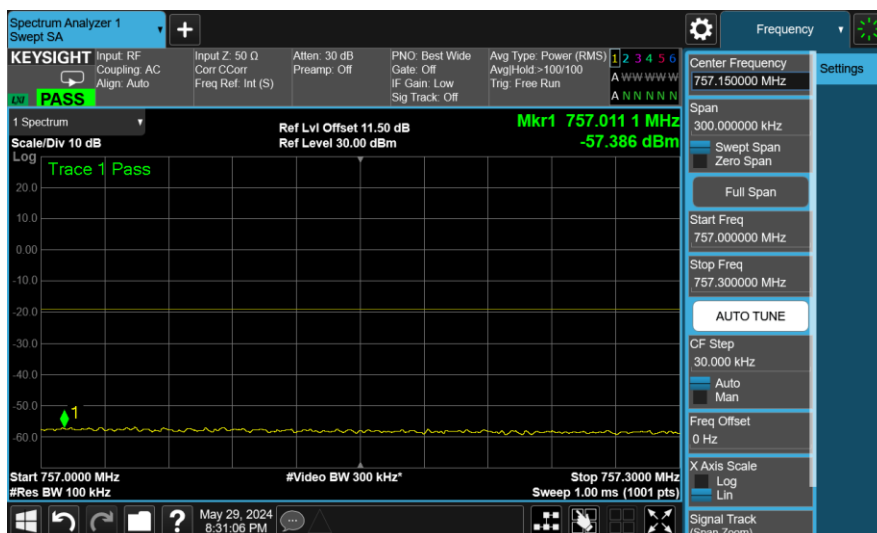 Spectrum Analyzer 1
Swept SA
+
Frequency
KEYSIGHT
Input: RF
Coupling: AC
Align: Auto
Input Z: 50 Ω
Corr CCorr
Freq Ref: Int (S)
Atten: 30 dB
Preamp: Off
PNO: Best Wide
Gate: Off
IF Gain: Low
Sig Track: Off
Avg Type: Power (RMS)
Avg|Hold:>100/100
Trig: Free Run
1 2 3 4 5 6
A W W W W W
A N N N N N
LXI PASS
1 Spectrum
Scale/Div 10 dB
Ref Lvl Offset 11.50 dB
Ref Level 30.00 dBm
Mkr1 757.011 1 MHz
-57.386 dBm
Log
Trace 1 Pass
20.0
10.0
0.00
-10.0
-20.0
-30.0
-40.0
-50.0
-60.0
1
Start 757.0000 MHz
#Res BW 100 kHz
#Video BW 300 kHz*
Stop 757.3000 MHz
Sweep 1.00 ms (1001 pts)
?
May 29, 2024
8:31:06 PM
Center Frequency
757.150000 MHz
Settings
Span
300.000000 kHz
Swept Span
Zero Span
Full Span
Start Freq
757.000000 MHz
Stop Freq
757.300000 MHz
AUTO TUNE
CF Step
30.000 kHz
Auto
Man
Freq Offset
0 Hz
X Axis Scale
Log
Lin
Signal Track
(Span Zoom)